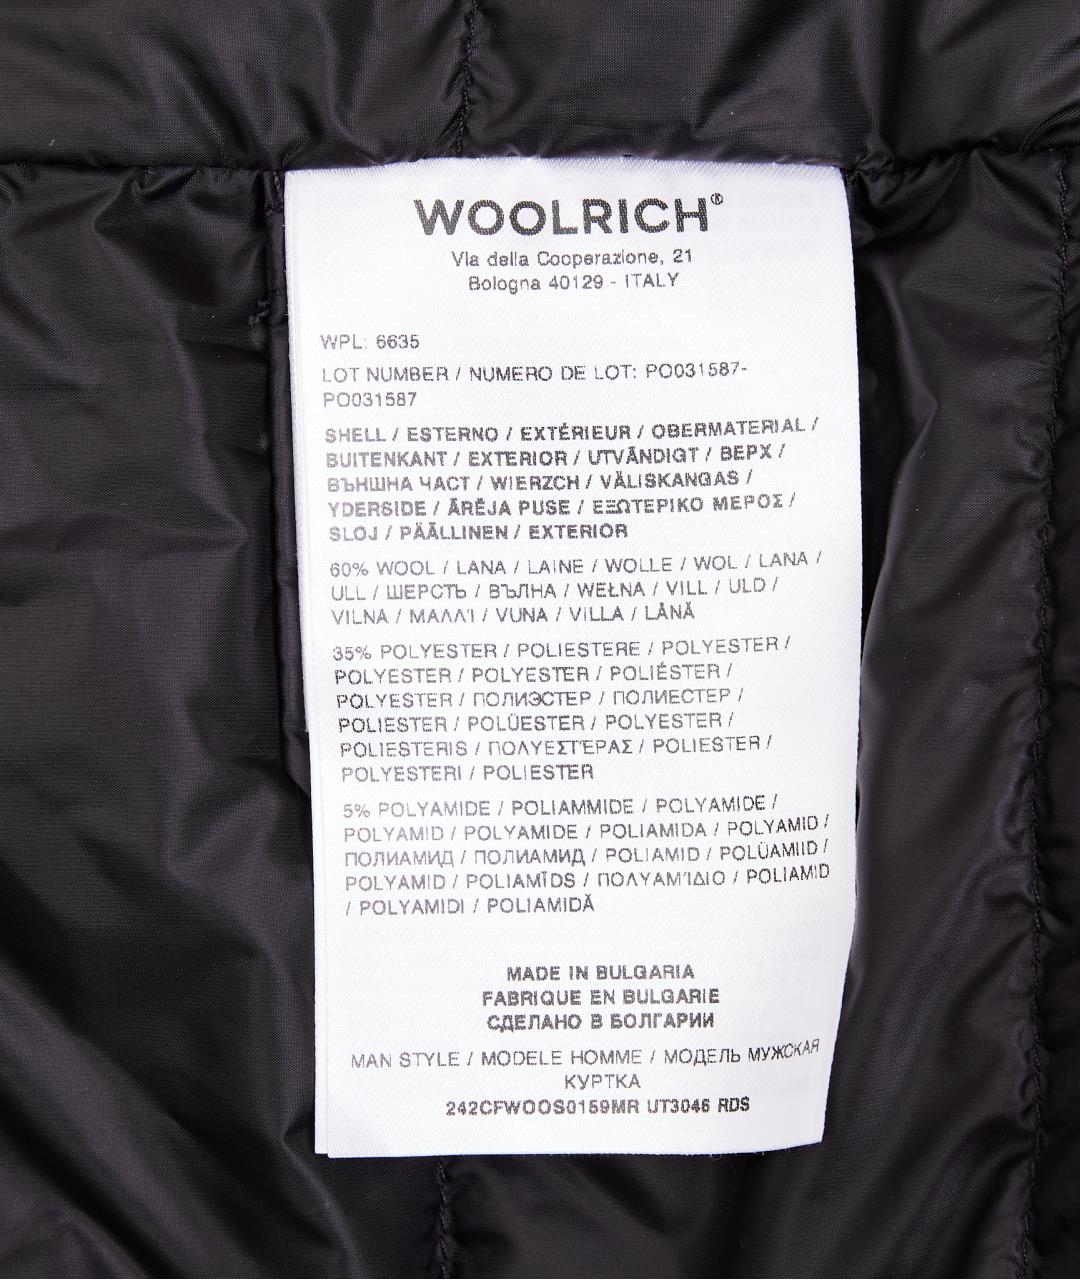 WOOLRICH®
Via della Cooperazione, 21
Bologna 40129 - ITALY
WPL: 6635
LOT NUMBER / NUMERO DE LOT: PO031587-
PO031587
SHELL / ESTERNO / EXTÉRIEUR / OBERMATERIAL /
BUITENKANT / EXTERIOR / UTVÄNDIGT / ВЕРХ /
ВЪНШНА ЧАСТ / WIERZCH / VÄLISKANGAS /
YDERSIDE / ĀRĒJA PUSE / ΕΞΩΤΕΡΙΚΟ ΜΕΡΟΣ /
SLOJ / PÄÄLLINEN / EXTERIOR
60% WOOL / LANA / LAINE / WOLLE / WOL / LANA /
ULL / ШЕРСТЬ / ВЪЛНА / WEŁNA / VILL / ULD /
VILNA / ΜΑΛΛΊ / VUNA / VILLA / LÂNĂ
35% POLYESTER / POLIESTERE / POLYESTER /
POLYESTER / POLYESTER / POLIÉSTER /
POLYESTER / ПОЛИЭСТЕР / ПОЛИЕСТЕР /
POLIESTER / POLÜESTER / POLYESTER /
POLIESTERIS / ΠΟΛΥΕΣΤΈΡΑΣ / POLIESTER /
POLYESTERI / POLIESTER
5% POLYAMIDE / POLIAMMIDE / POLYAMIDE /
POLYAMID / POLYAMIDE / POLIAMIDA / POLYAMID /
ПОЛИАМИД / ПОЛИАМИД / POLIAMID / POLÜAMIID /
POLYAMID / POLIAMĪDS / ΠΟΛΥΑΜΊΔΙΟ / POLIAMID
/ POLYAMIDI / POLIAMIDĂ
MADE IN BULGARIA
FABRIQUE EN BULGARIE
СДЕЛАНО В БОЛГАРИИ
MAN STYLE / MODELE HOMME / МОДЕЛЬ МУЖСКАЯ
КУРТКА
242CFWOOS0159MR UT3046 RDS